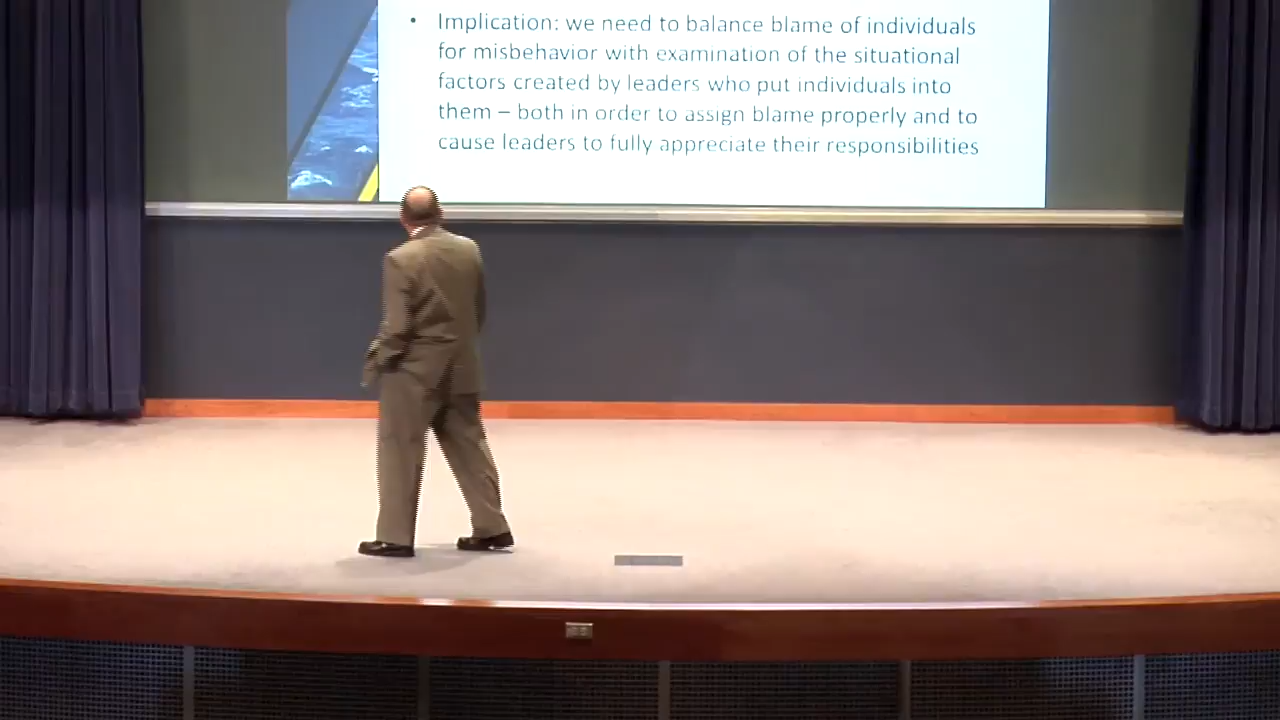 • Implication: we need to balance blame of individuals
for misbehavior with examination of the situational
factors created by leaders who put individuals into
them – both in order to assign blame properly and to
cause leaders to fully appreciate their responsibilities